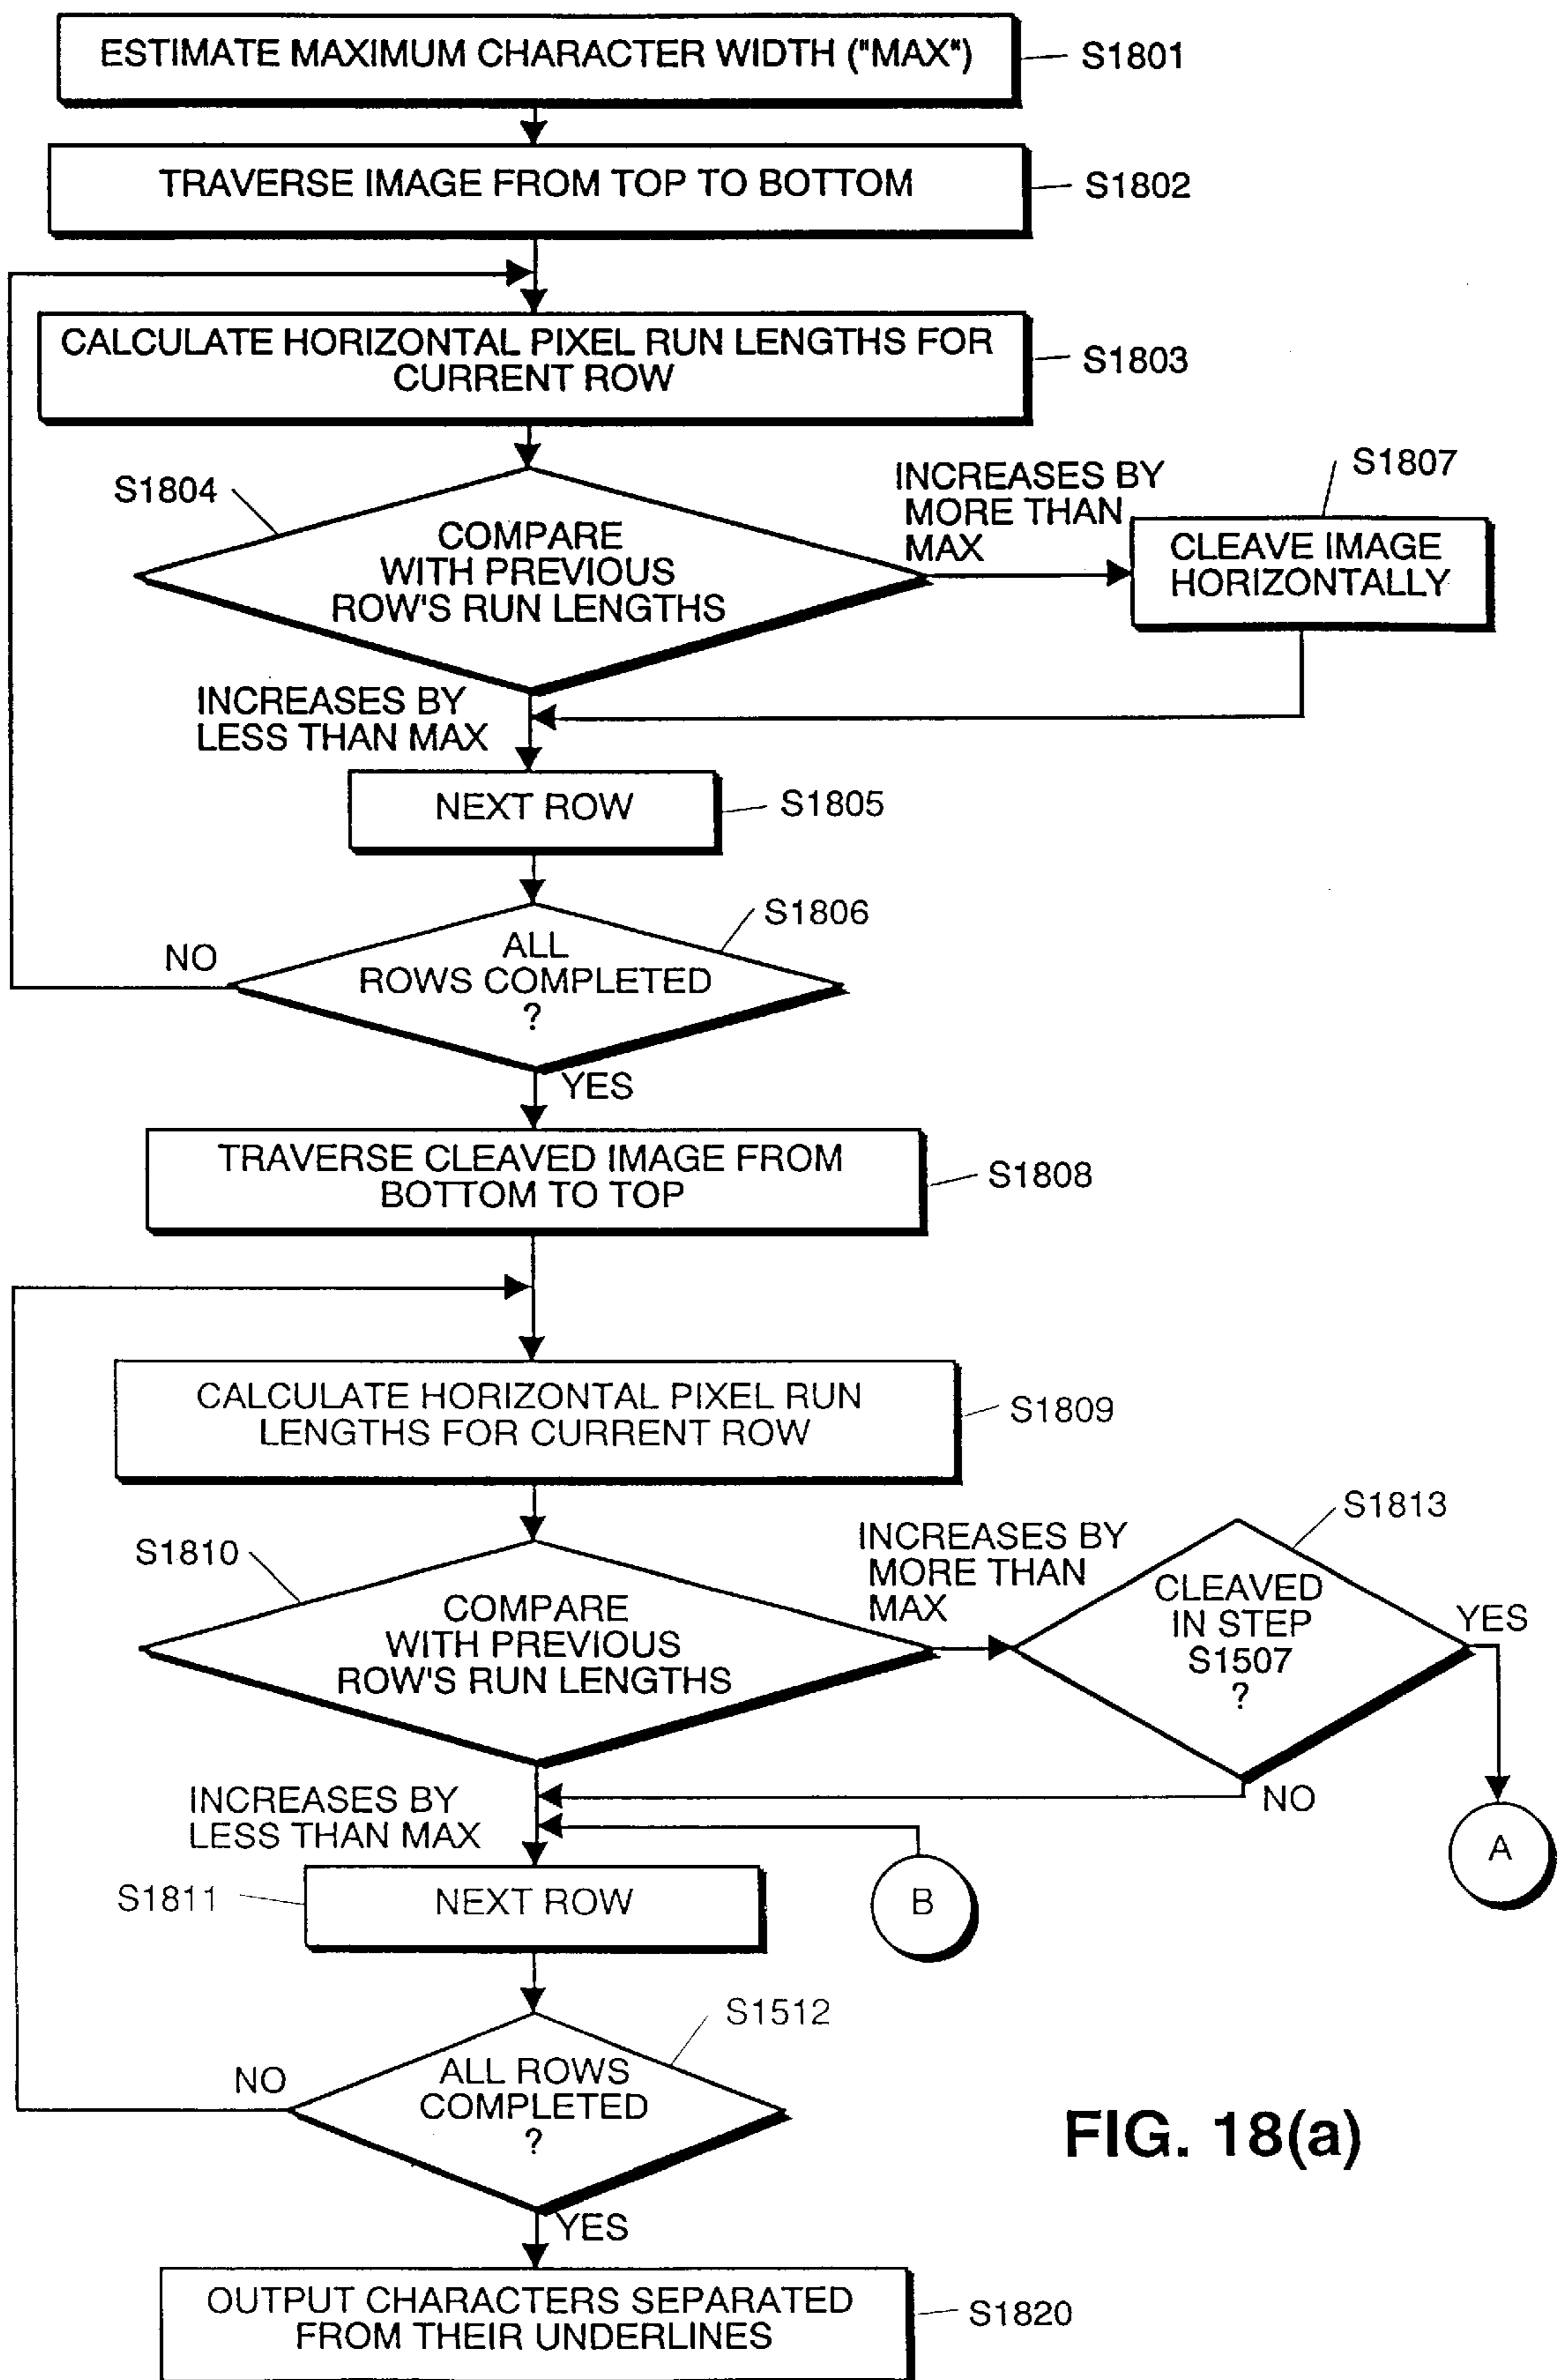 ESTIMATE MAXIMUM CHARACTER WIDTH ("MAX")
S1801
TRAVERSE IMAGE FROM TOP TO BOTTOM
S1802
CALCULATE HORIZONTAL PIXEL RUN LENGTHS FOR
CURRENT ROW
S1803
S1804
COMPARE
WITH PREVIOUS
ROW'S RUN LENGTHS
INCREASES BY
MORE THAN
MAX
S1807
CLEAVE IMAGE
HORIZONTALLY
INCREASES BY
LESS THAN MAX
NEXT ROW
S1805
S1806
NO
ALL
ROWS COMPLETED
?
YES
TRAVERSE CLEAVED IMAGE FROM
BOTTOM TO TOP
S1808
CALCULATE HORIZONTAL PIXEL RUN
LENGTHS FOR CURRENT ROW
S1809
S1810
COMPARE
WITH PREVIOUS
ROW'S RUN LENGTHS
INCREASES BY
MORE THAN
MAX
S1813
CLEAVED
IN STEP
S1507
?
YES
NO
A
INCREASES BY
LESS THAN MAX
S1811
NEXT ROW
B
S1512
NO
ALL ROWS
COMPLETED
?
YES
FIG. 18(a)
OUTPUT CHARACTERS SEPARATED
FROM THEIR UNDERLINES
S1820